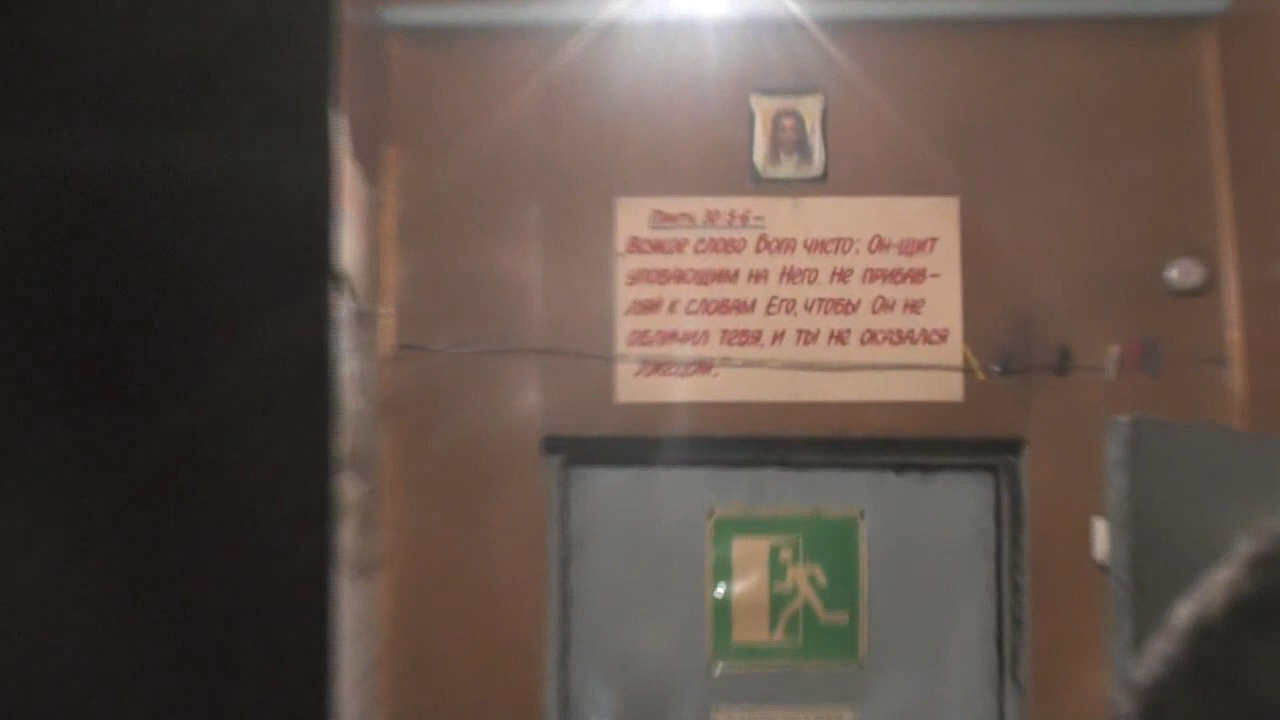 Притч. 30:5-6 –
„Всякое слово Бога чисто; Он-щит
уповающим на Него. Не прибав-
ляй к словам Его, чтобы Он не
обличил тебя, и ты не оказался
лжецом".